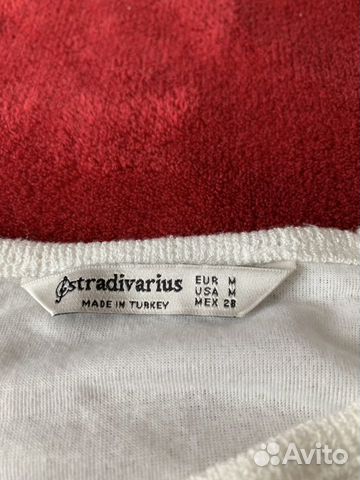 stradivarius
MADE IN TURKEY
EUR M
USA M
MEX 28
Avito